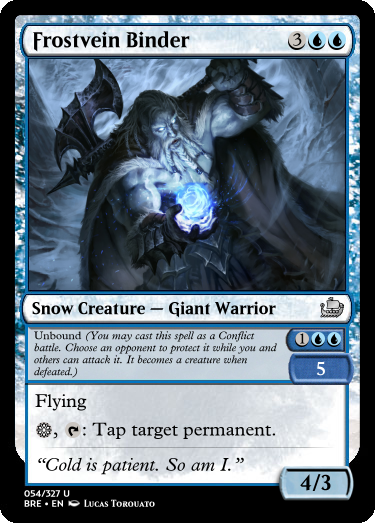 Frostvein Binder 3
Snow Creature — Giant Warrior
Unbound (You may cast this spell as a Conflict
battle. Choose an opponent to protect it while you and
others can attack it. It becomes a creature when
defeated.)
1
5
Flying
, : Tap target permanent.
“Cold is patient. So am I.”
4/3
054/327 U
BRE • EN Lucas Torouato